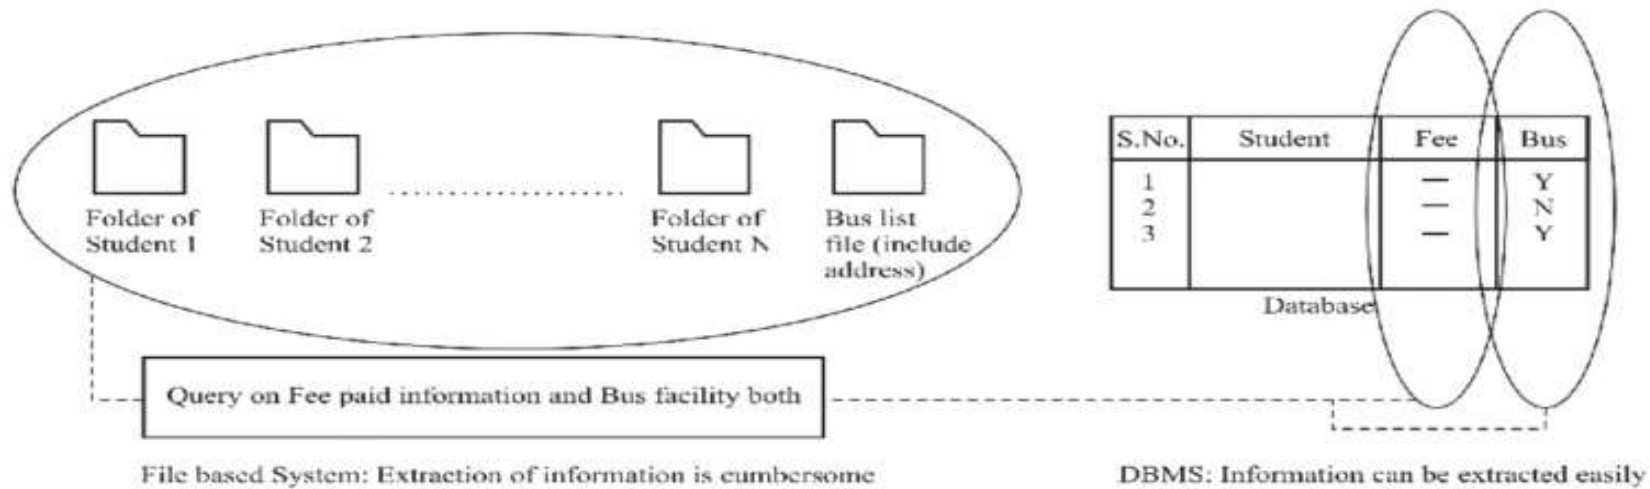 Folder of
Student 1
Folder of
Student 2
Folder of
Student N
Bus list
file (include
address)
Query on Fee paid information and Bus facility both
File based System: Extraction of information is cumbersome
S.No. Student Fee Bus
1 — Y
2 — N
3 — Y
Database
DBMS: Information can be extracted easily